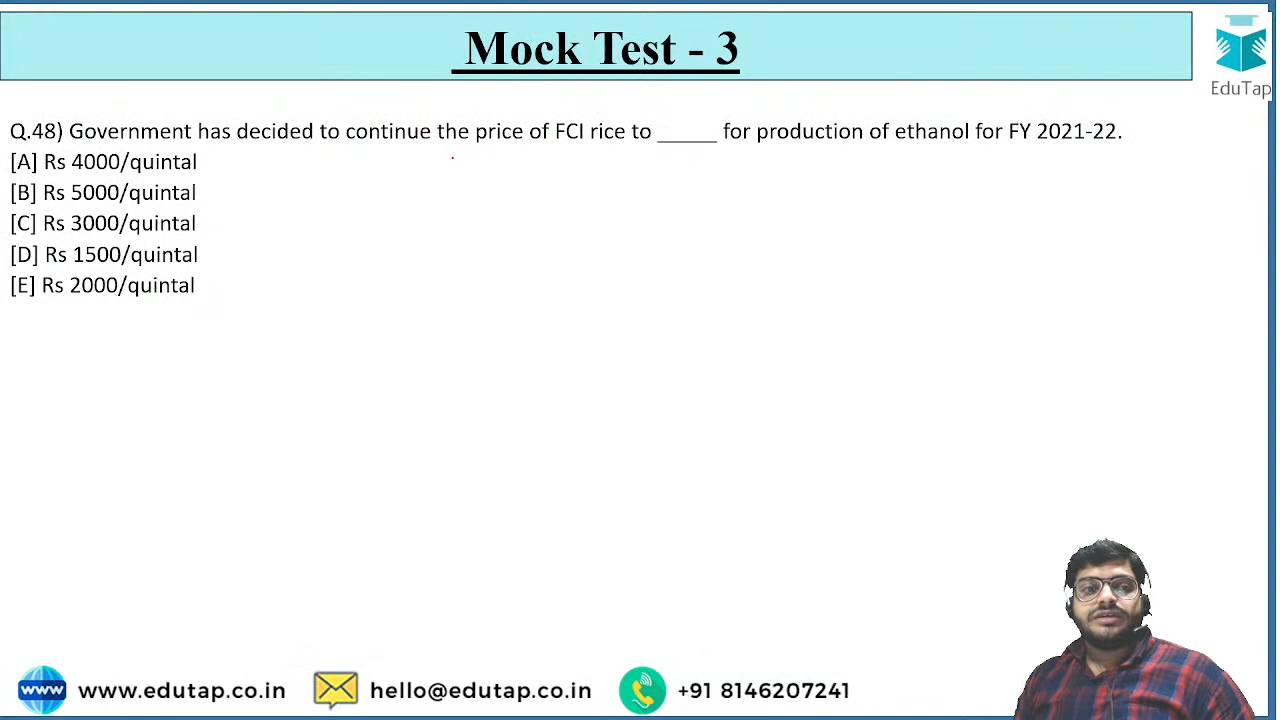 Mock Test - 3
EduTap
Q.48) Government has decided to continue the price of FCI rice to _____ for production of ethanol for FY 2021-22.
[A] Rs 4000/quintal
[B] Rs 5000/quintal
[C] Rs 3000/quintal
[D] Rs 1500/quintal
[E] Rs 2000/quintal
www www.edutap.co.in hello@edutap.co.in +91 8146207241